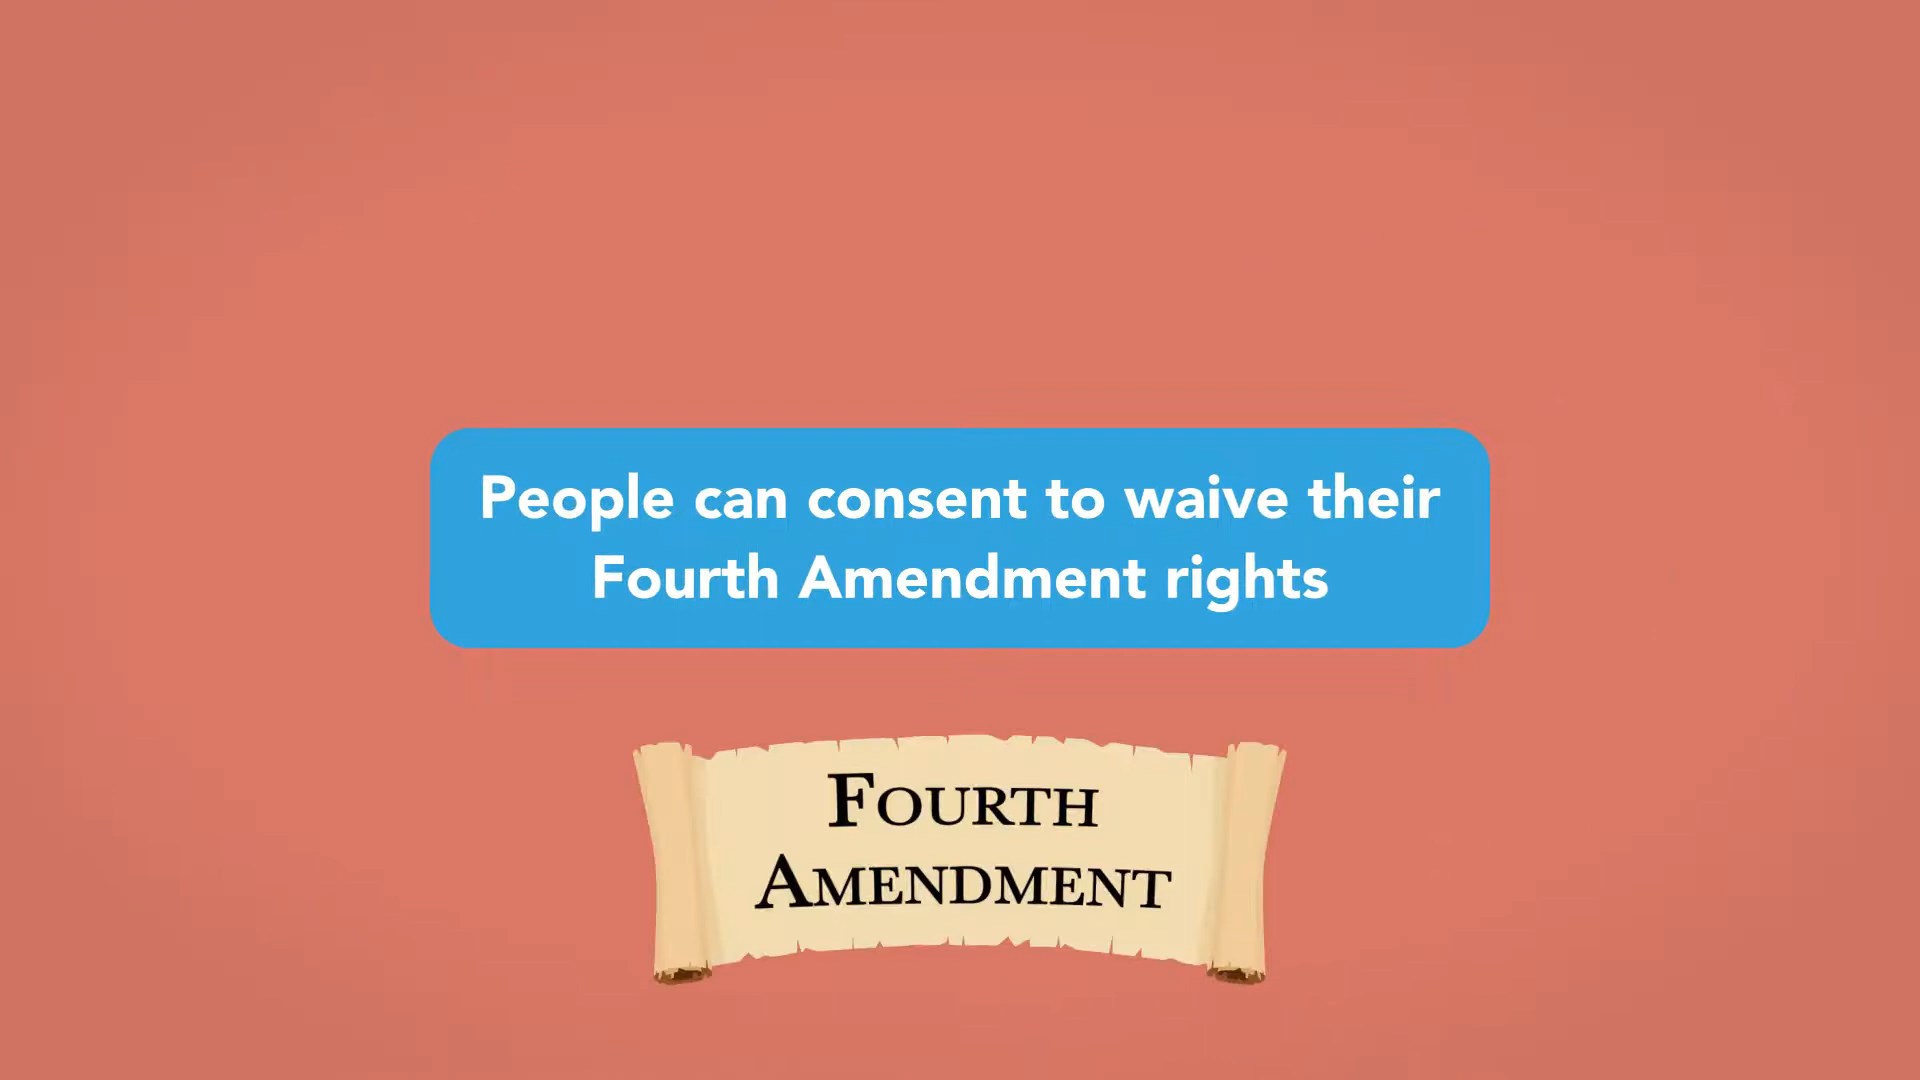 People can consent to waive their
Fourth Amendment rights
FOURTH
AMENDMENT